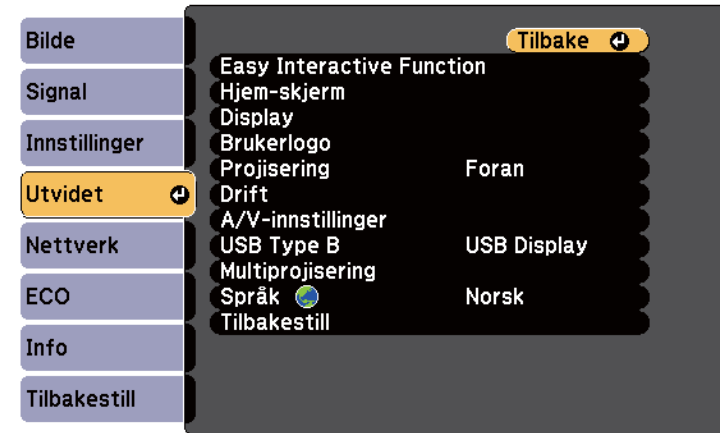 Bilde
Signal
Innstillinger
Utvidet
Nettverk
ECO
Info
Tilbakestill
Tilbake
Easy Interactive Function
Hjem-skjerm
Display
Brukerlogo
Projisering Foran
Drift
A/V-innstillinger
USB Type B USB Display
Multiprojisering
Språk Norsk
Tilbakestill